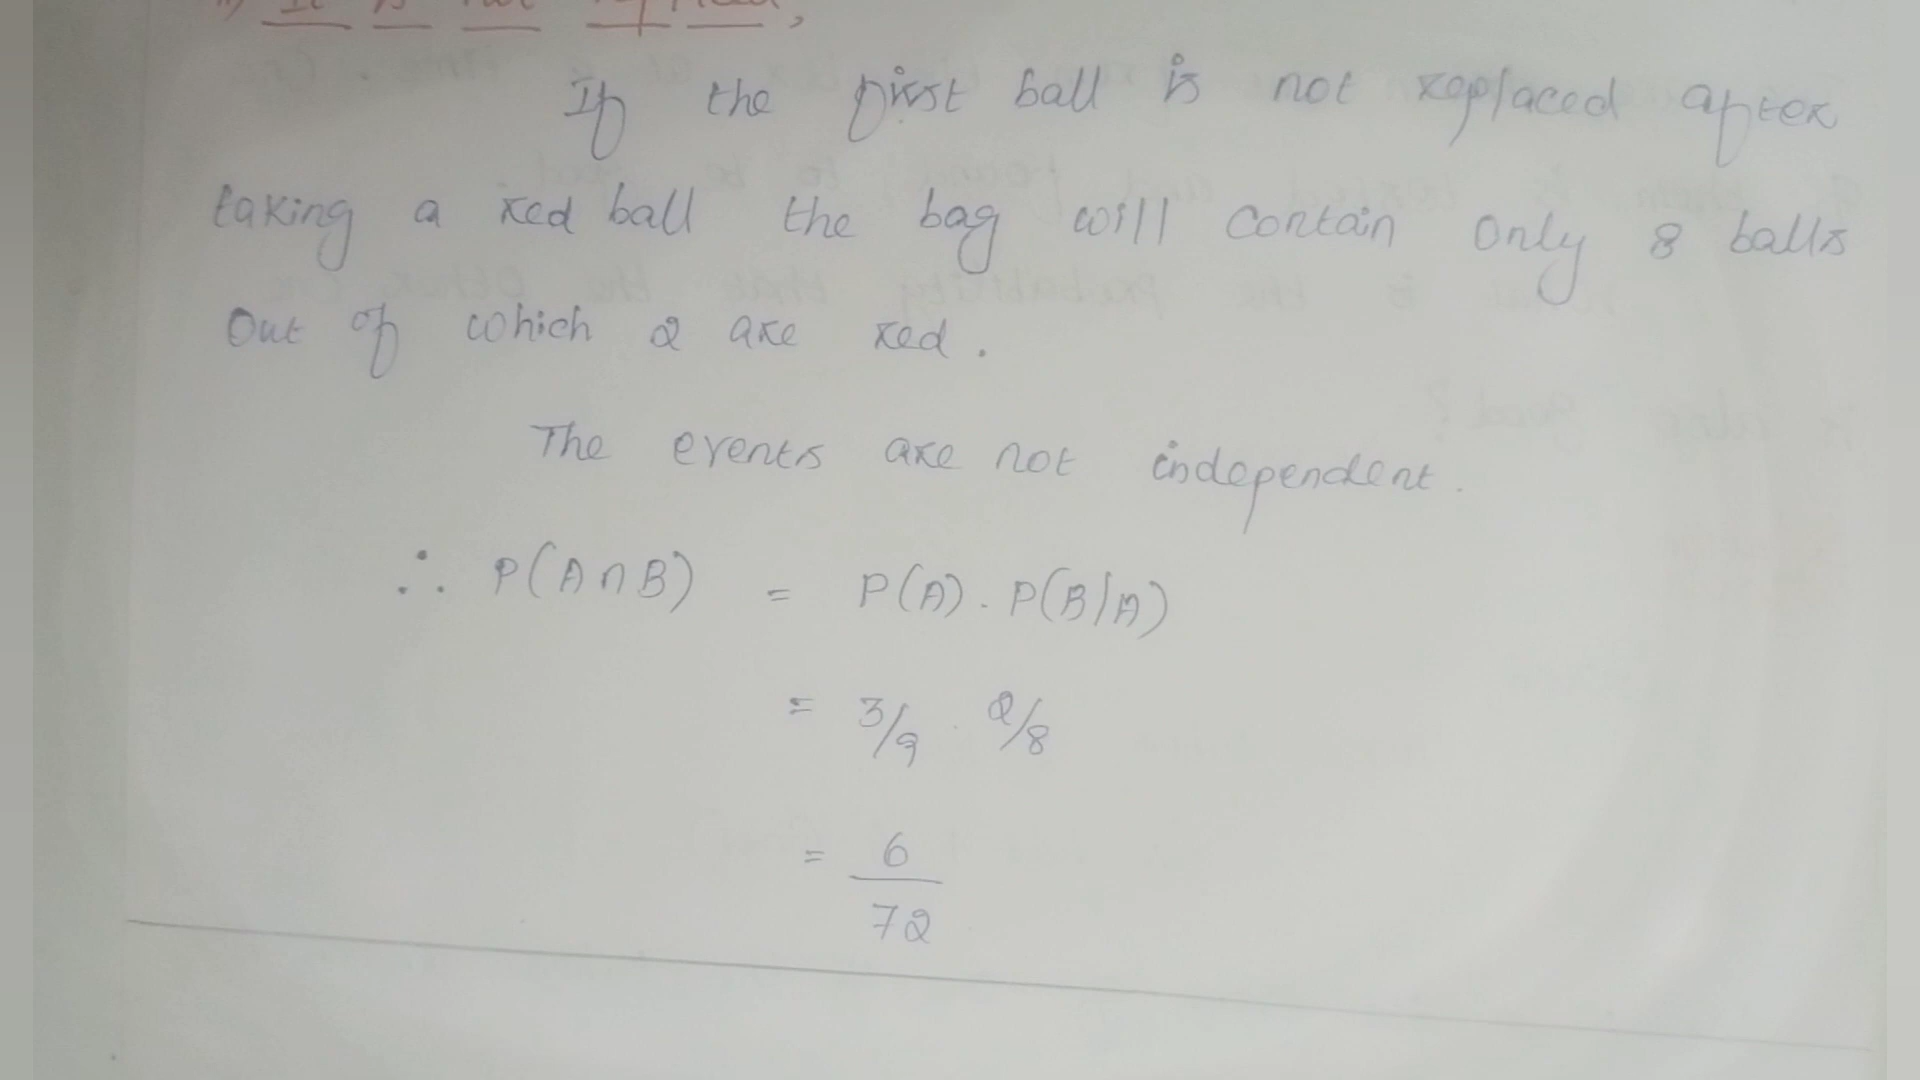 If the first ball is not replaced after
taking a red ball the bag will contain only 8 balls
out of which 2 are red.
The events are not independent.
∴ P(A∩B) = P(A) . P(B/A)
= 3/9 . 2/8
= 6/72